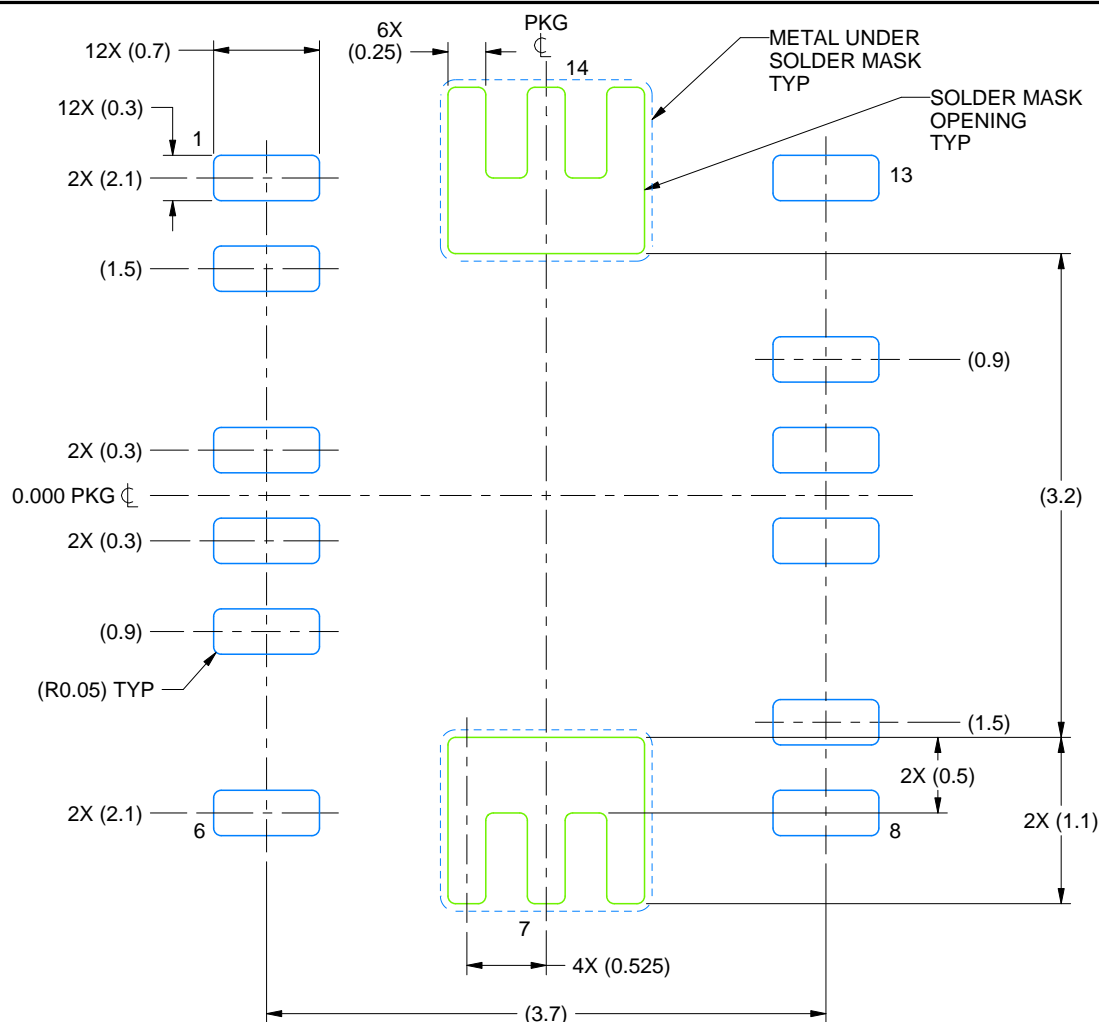 PKG
℄
6X
(0.25)
12X (0.7)
METAL UNDER
SOLDER MASK
TYP
14
SOLDER MASK
OPENING
TYP
12X (0.3)
1
2X (2.1)
13
(1.5)
(0.9)
2X (0.3)
0.000 PKG ℄
(3.2)
2X (0.3)
(0.9)
(R0.05) TYP
(1.5)
2X (0.5)
2X (2.1)
6
8
2X (1.1)
7
4X (0.525)
(3.7)